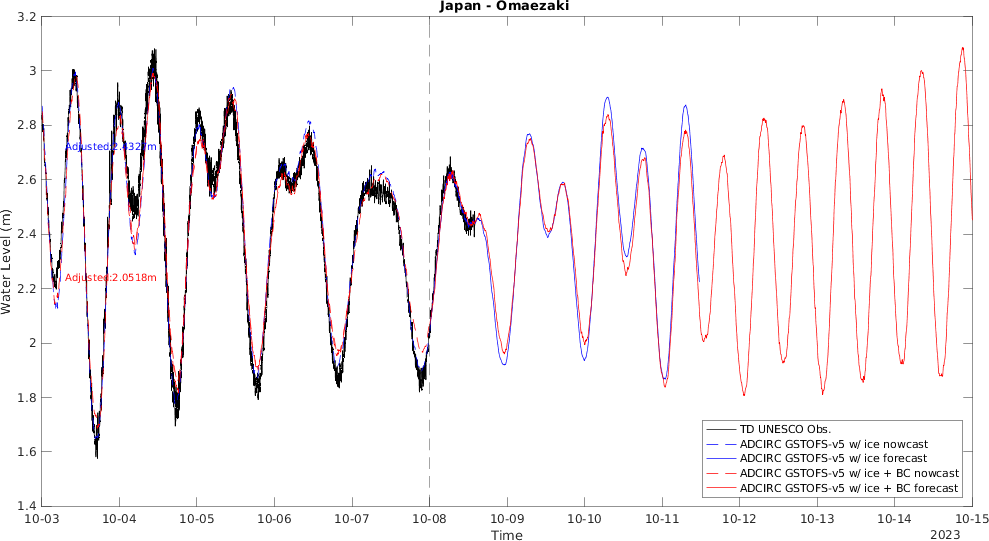 Japan - Omaezaki
3.2
3
2.8
2.6
2.4
2.2
2
1.8
1.6
1.4
Water Level (m)
Adjusted:2.0518m
TD UNESCO Obs.
ADCIRC GSTOFS-v5 w/ ice nowcast
ADCIRC GSTOFS-v5 w/ ice forecast
ADCIRC GSTOFS-v5 w/ ice + BC nowcast
ADCIRC GSTOFS-v5 w/ ice + BC forecast
10-03 10-04 10-05 10-06 10-07 10-08 10-09 10-10 10-11 10-12 10-13 10-14 10-15
Time
2023